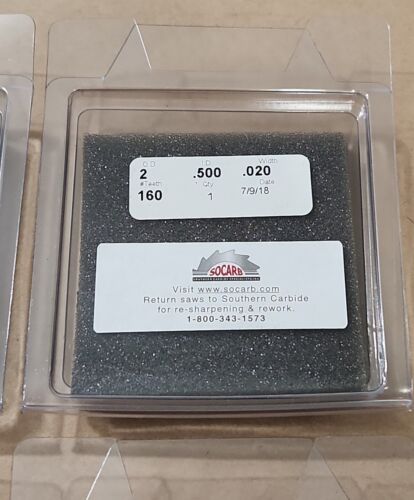 O.D. I.D. Width
2 .500 .020
#Teeth Qty Date
160 1 7/9/18
SOCARB
Visit www.socarb.com
Return saws to Southern Carbide
for re-sharpening & rework.
1-800-343-1573